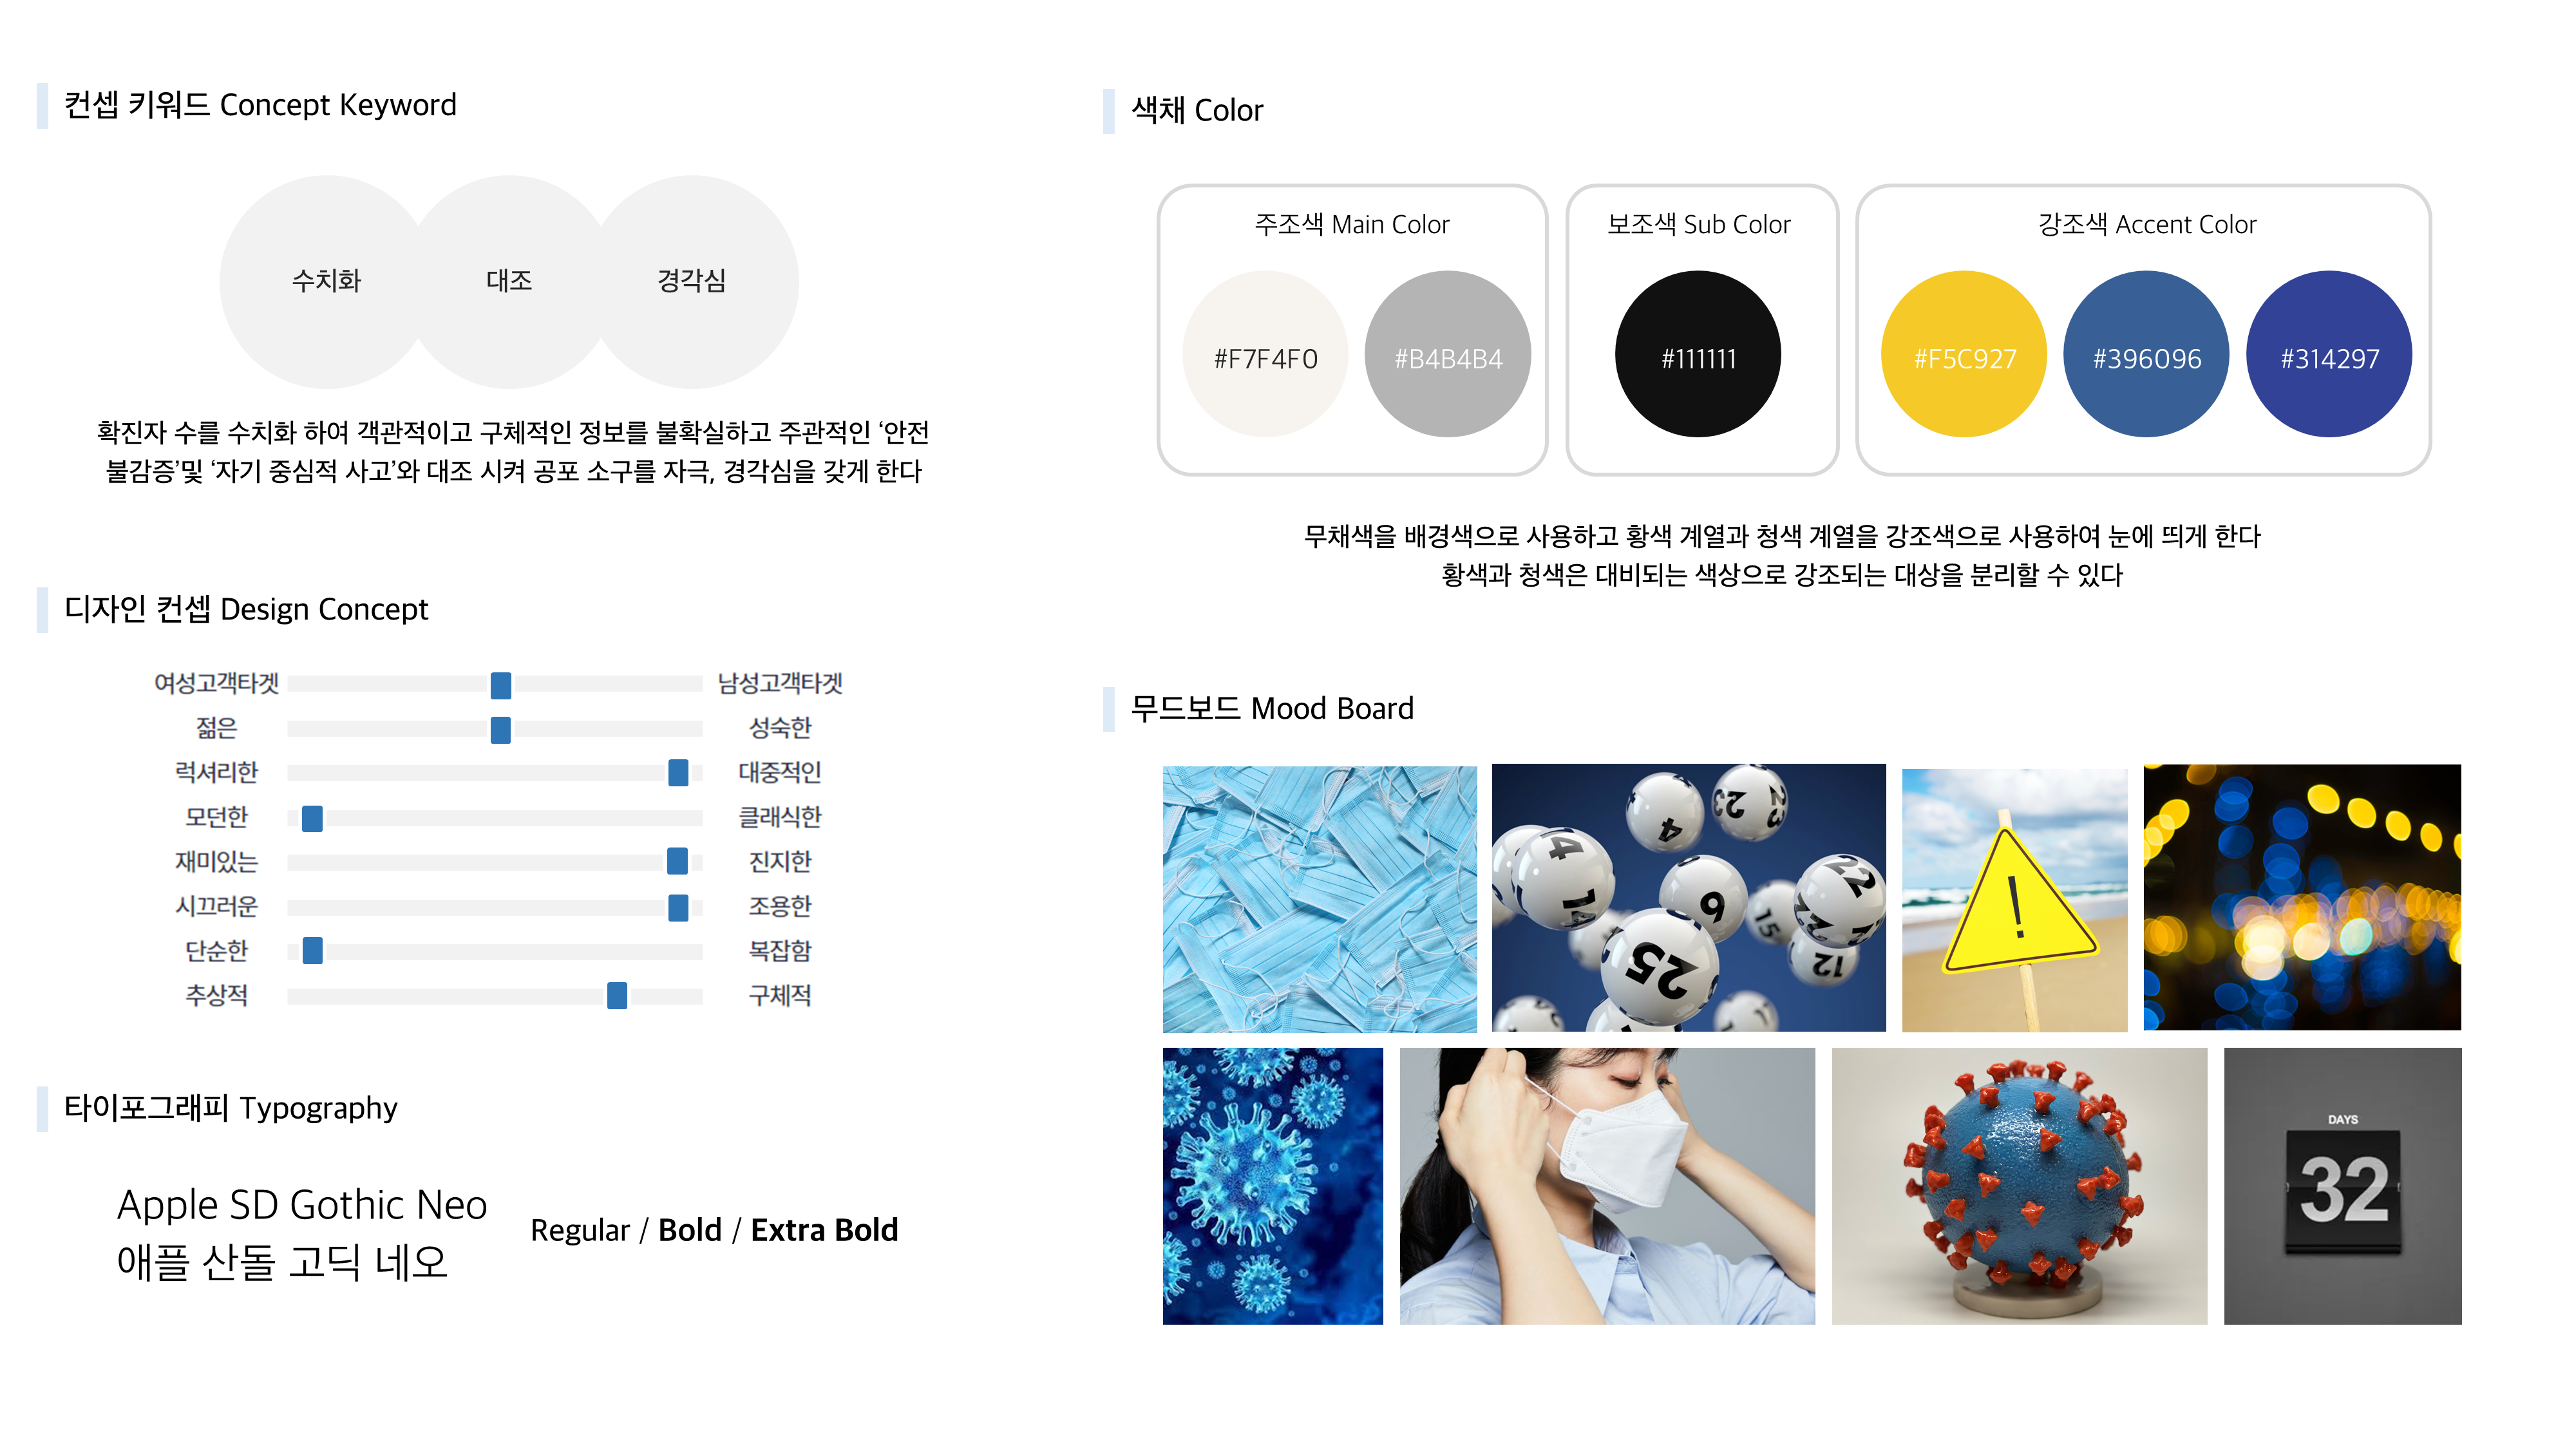 컨셉 키워드 Concept Keyword
수치화
대조
경각심
확진자 수를 수치화 하여 객관적이고 구체적인 정보를 불확실하고 주관적인 ‘안전
불감증’및 ‘자기 중심적 사고’와 대조 시켜 공포 소구를 자극, 경각심을 갖게 한다
디자인 컨셉 Design Concept
여성고객타겟 남성고객타겟
젊은 성숙한
럭셔리한 대중적인
모던한 클래식한
재미있는 진지한
시끄러운 조용한
단순한 복잡함
추상적 구체적
타이포그래피 Typography
Apple SD Gothic Neo
애플 산돌 고딕 네오
Regular / Bold / Extra Bold
색채 Color
주조색 Main Color
#F7F4F0
#B4B4B4
보조색 Sub Color
#111111
강조색 Accent Color
#F5C927
#396096
#314297
무채색을 배경색으로 사용하고 황색 계열과 청색 계열을 강조색으로 사용하여 눈에 띄게 한다
황색과 청색은 대비되는 색상으로 강조되는 대상을 분리할 수 있다
무드보드 Mood Board
4
23
23
14
14
6
22
15
25
12
!
DAYS
32